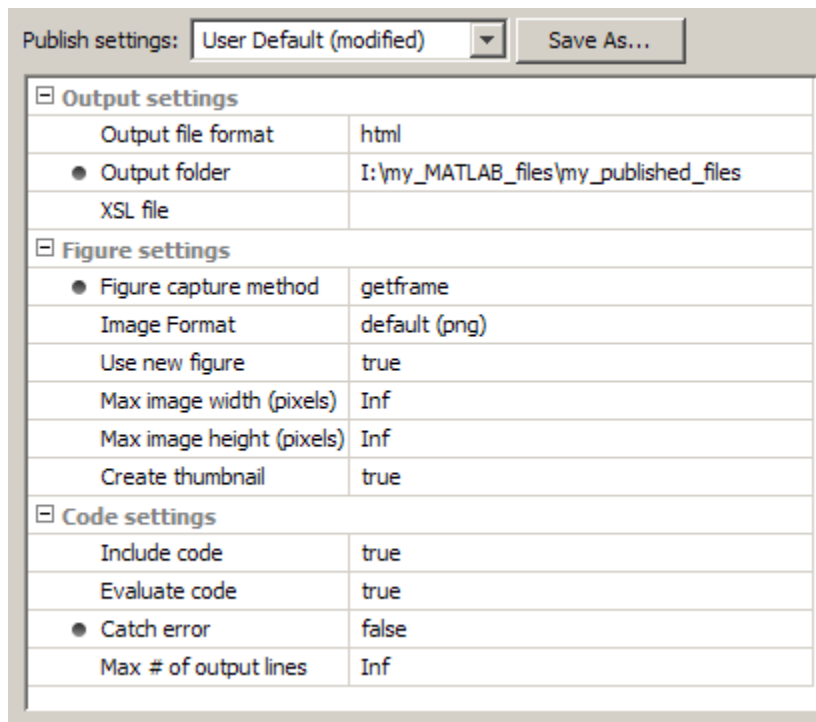 Publish settings: User Default (modified) Save As...
Output settings
Output file format html
Output folder I:\my_MATLAB_files\my_published_files
XSL file
Figure settings
Figure capture method getframe
Image Format default (png)
Use new figure true
Max image width (pixels) Inf
Max image height (pixels) Inf
Create thumbnail true
Code settings
Include code true
Evaluate code true
Catch error false
Max # of output lines Inf